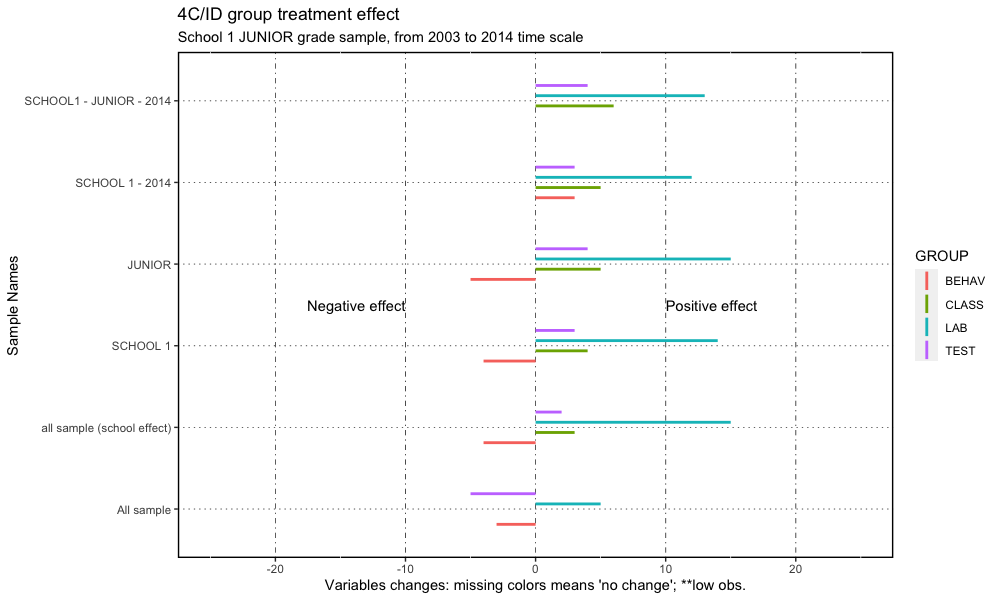 4C/ID group treatment effect
School 1 JUNIOR grade sample, from 2003 to 2014 time scale
Sample Names
SCHOOL1 - JUNIOR - 2014
SCHOOL 1 - 2014
JUNIOR
Negative effect
Positive effect
SCHOOL 1
all sample (school effect)
All sample
-20
-10
0
10
20
Variables changes: missing colors means 'no change'; **low obs.
GROUP
BEHAV
CLASS
LAB
TEST